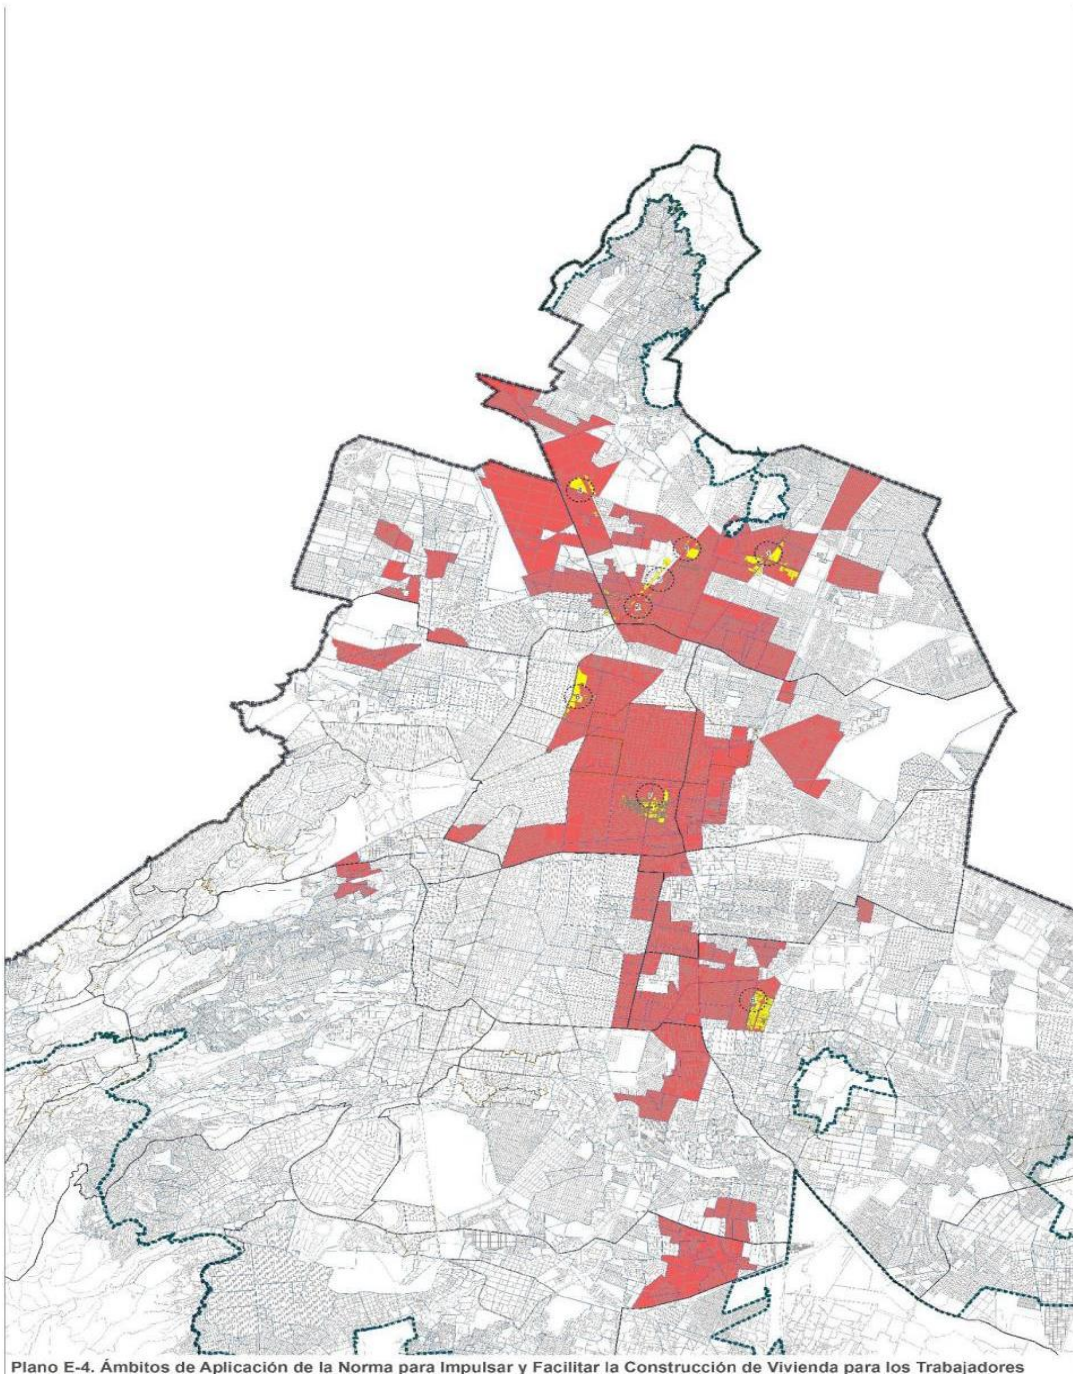 Plano E-4. Ámbitos de Aplicación de la Norma para Impulsar y Facilitar la Construcción de Vivienda para los Trabajadores